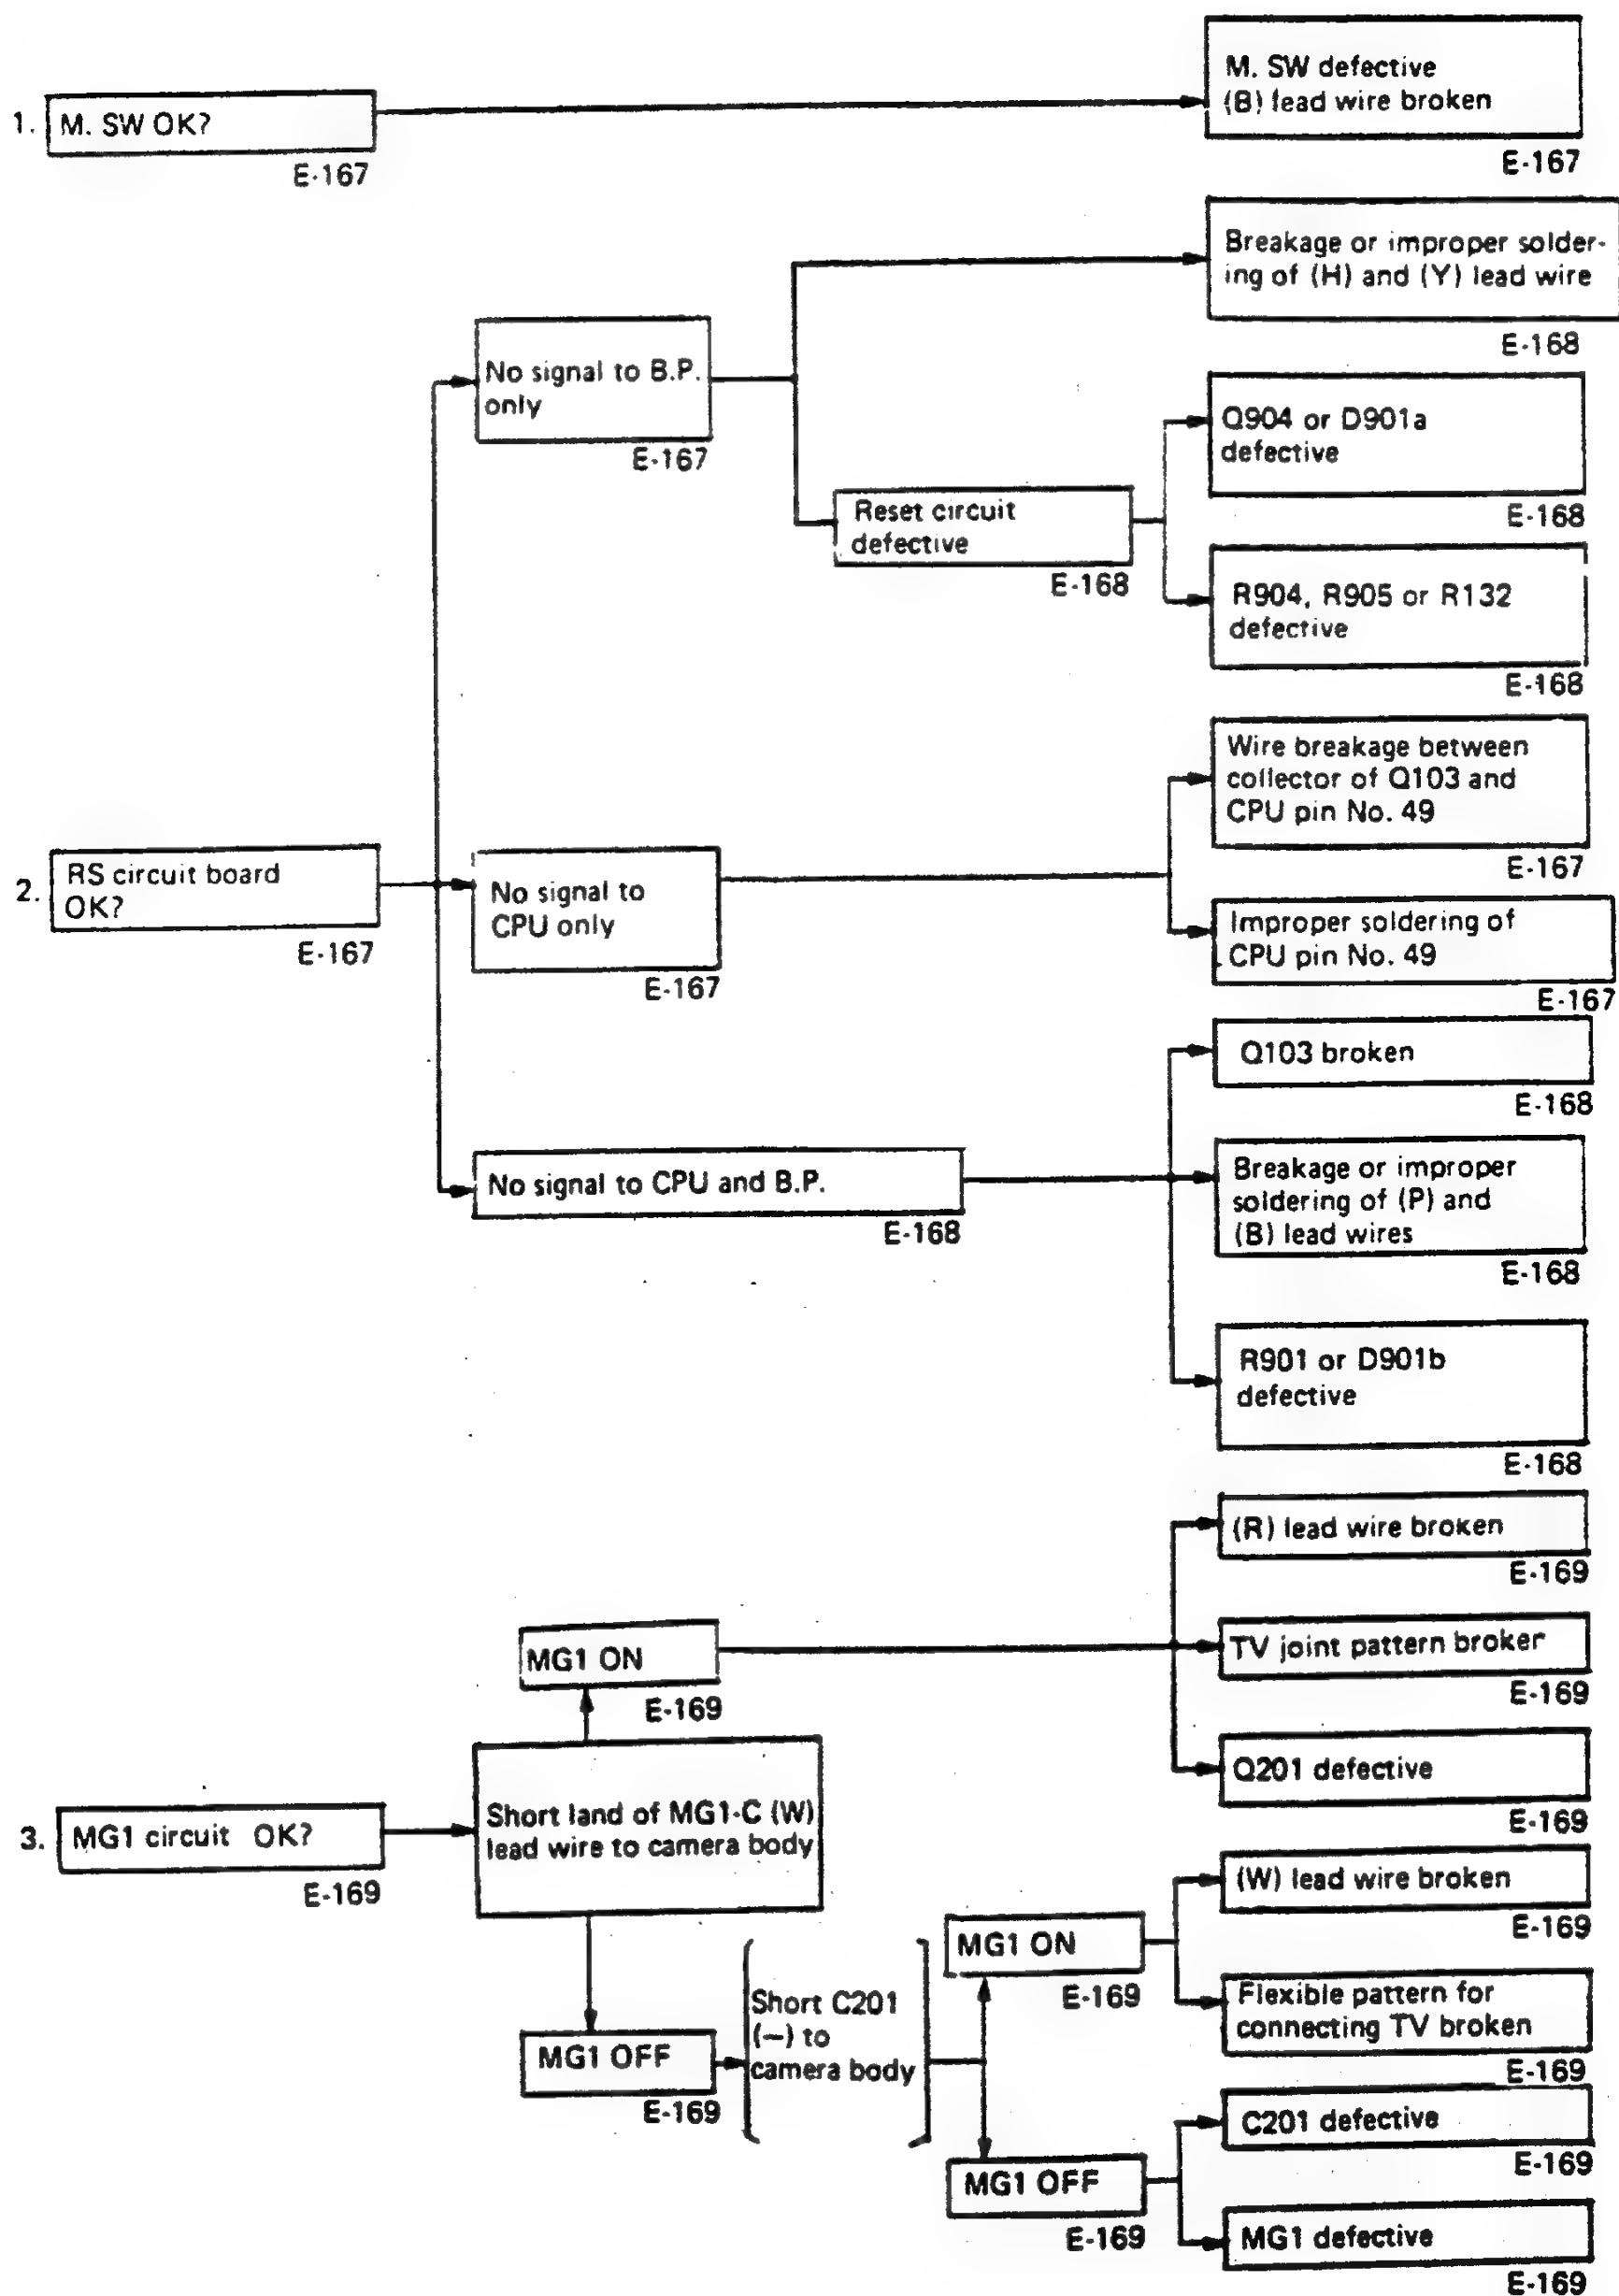 M. SW defective
(B) lead wire broken
1. M. SW OK?
E-167
E-167
Breakage or improper solder-
ing of (H) and (Y) lead wire
E-168
No signal to B.P.
only
E-167
Q904 or D901a
defective
E-168
Reset circuit
defective
E-168
R904, R905 or R132
defective
E-168
Wire breakage between
collector of Q103 and
CPU pin No. 49
E-167
2. RS circuit board
OK?
E-167
No signal to
CPU only
E-167
Improper soldering of
CPU pin No. 49
E-167
Q103 broken
E-168
No signal to CPU and B.P.
E-168
Breakage or improper
soldering of (P) and
(B) lead wires
E-168
R901 or D901b
defective
E-168
(R) lead wire broken
E-169
MG1 ON
E-169
TV joint pattern broker
E-169
Q201 defective
E-169
3. MG1 circuit OK?
E-169
Short land of MG1-C (W)
lead wire to camera body
(W) lead wire broken
E-169
MG1 ON
E-169
Flexible pattern for
connecting TV broken
E-169
MG1 OFF
E-169
Short C201
(−) to
camera body
C201 defective
E-169
MG1 OFF
E-169
MG1 defective
E-169